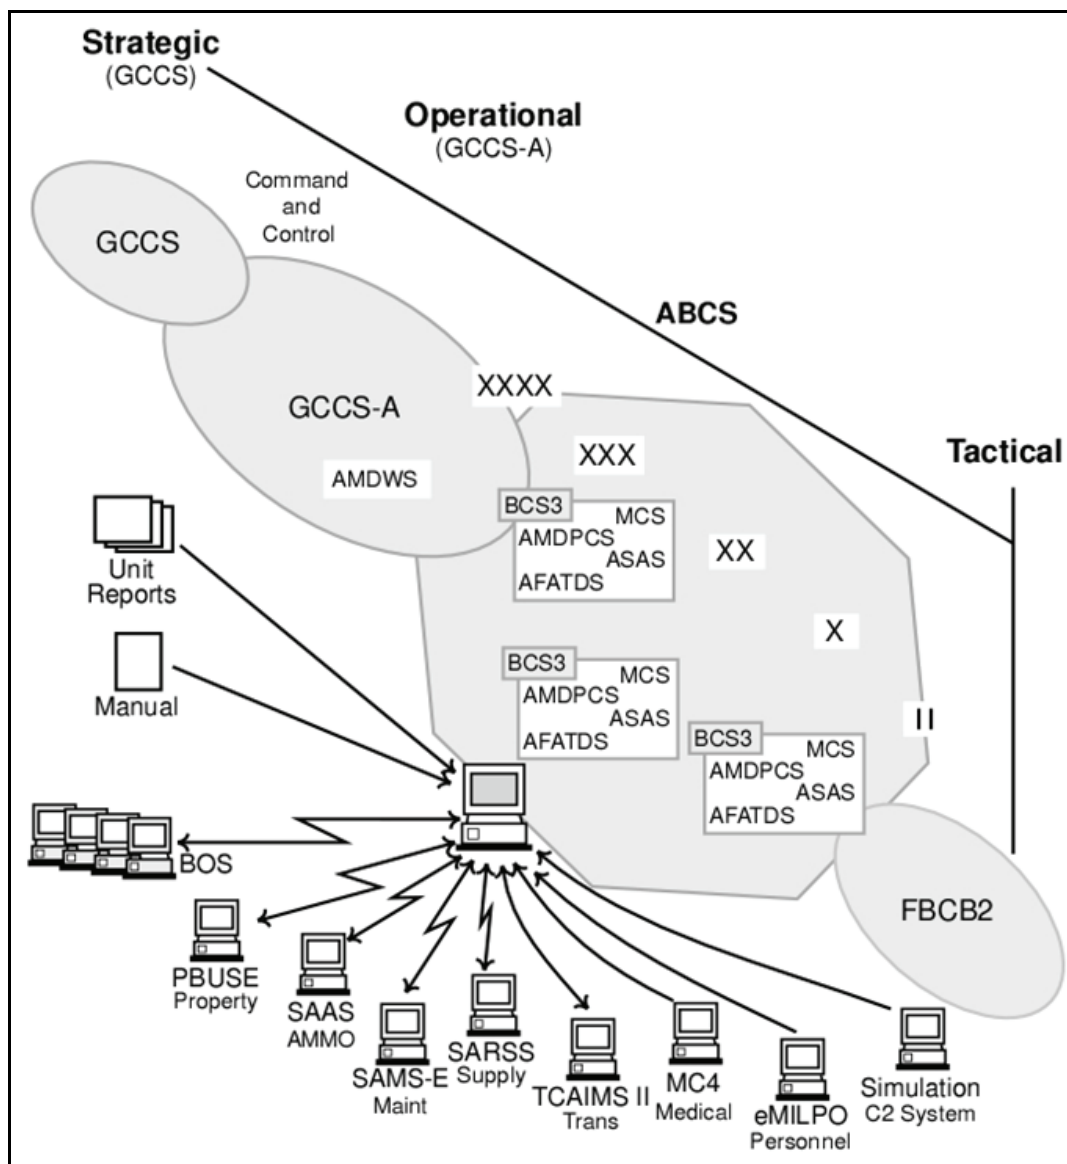 Strategic
(GCCS)
Operational
(GCCS-A)
Command
and
Control
GCCS
ABCS
XXXX
GCCS-A
XXX
Tactical
AMDWS
BCS3
MCS
AMDPCS
ASAS
AFATDS
XX
Unit
Reports
X
Manual
BCS3
MCS
AMDPCS
ASAS
AFATDS
II
BCS3
MCS
AMDPCS
ASAS
AFATDS
BOS
FBCB2
PBUSE
Property
SAAS
AMMO
SAMS-E
Maint
SARSS
Supply
TCAIMS II
Trans
MC4
Medical
eMILPO
Personnel
Simulation
C2 System